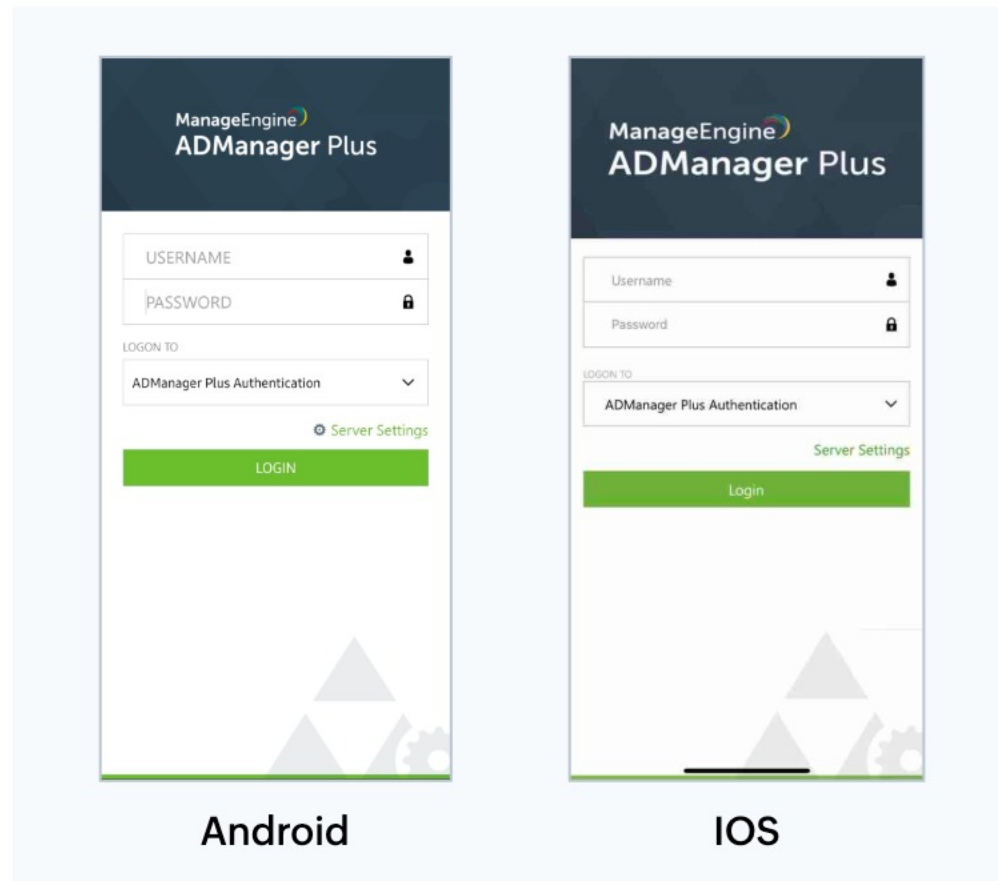 ManageEngine
ADManager Plus
USERNAME
PASSWORD
LOGON TO
ADManager Plus Authentication
Server Settings
LOGIN
Android
ManageEngine
ADManager Plus
Username
Password
LOGON TO
ADManager Plus Authentication
Server Settings
Login
IOS